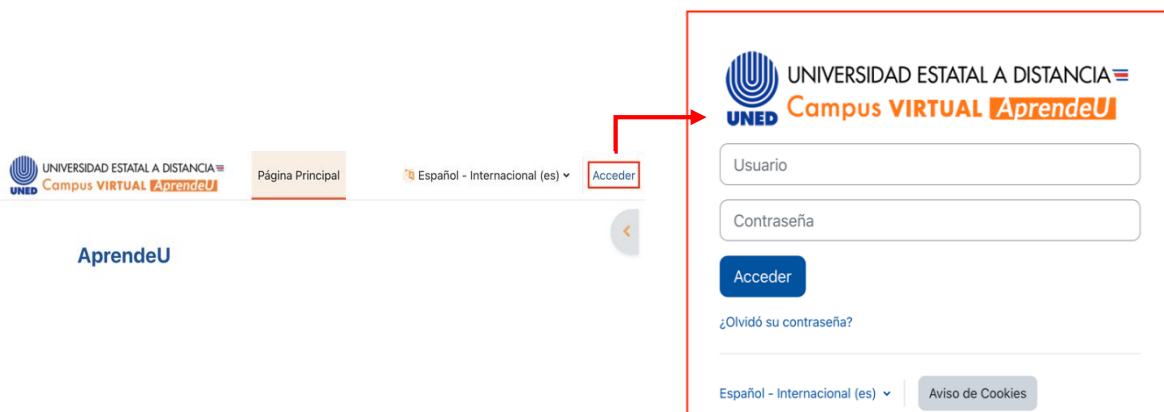 UNIVERSIDAD ESTATAL A DISTANCIA
UNED Campus VIRTUAL AprendeU
Página Principal
Español - Internacional (es)
Acceder
AprendeU
UNIVERSIDAD ESTATAL A DISTANCIA
UNED Campus VIRTUAL AprendeU
Usuario
Contraseña
Acceder
¿Olvidó su contraseña?
Español - Internacional (es)
Aviso de Cookies